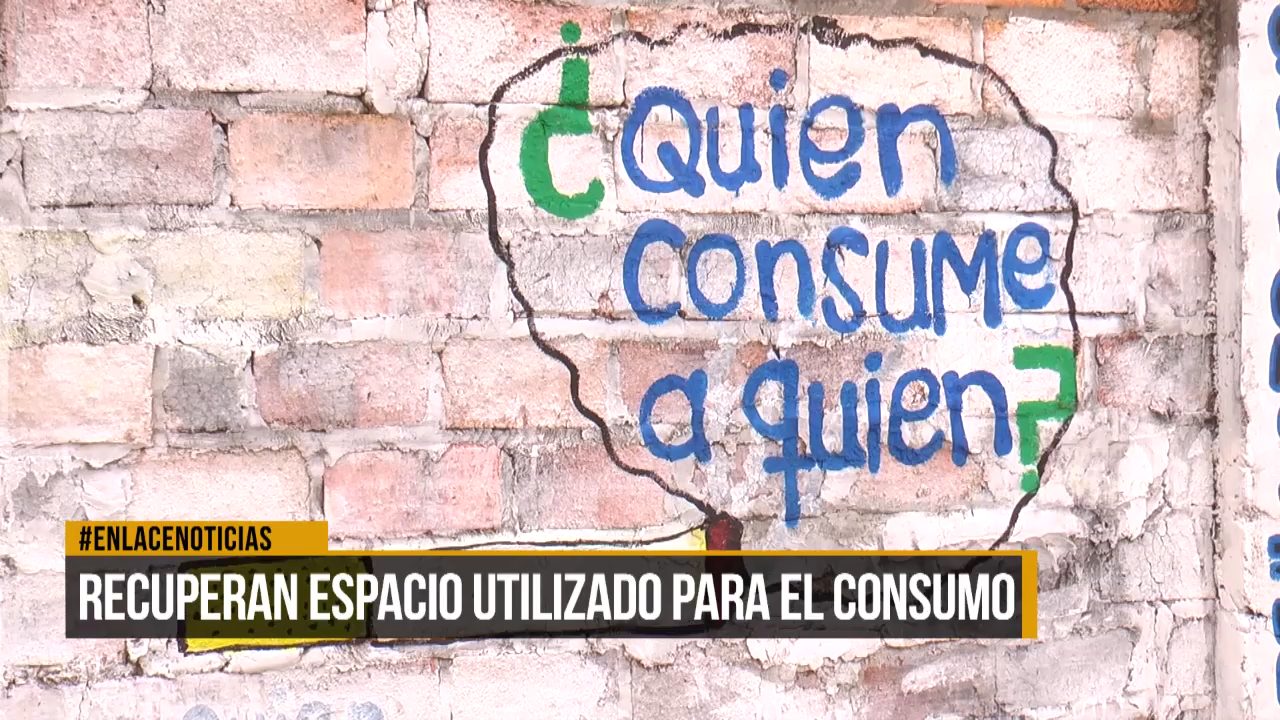 ¿Quien
consume
a quien?
#ENLACENOTICIAS
RECUPERAN ESPACIO UTILIZADO PARA EL CONSUMO